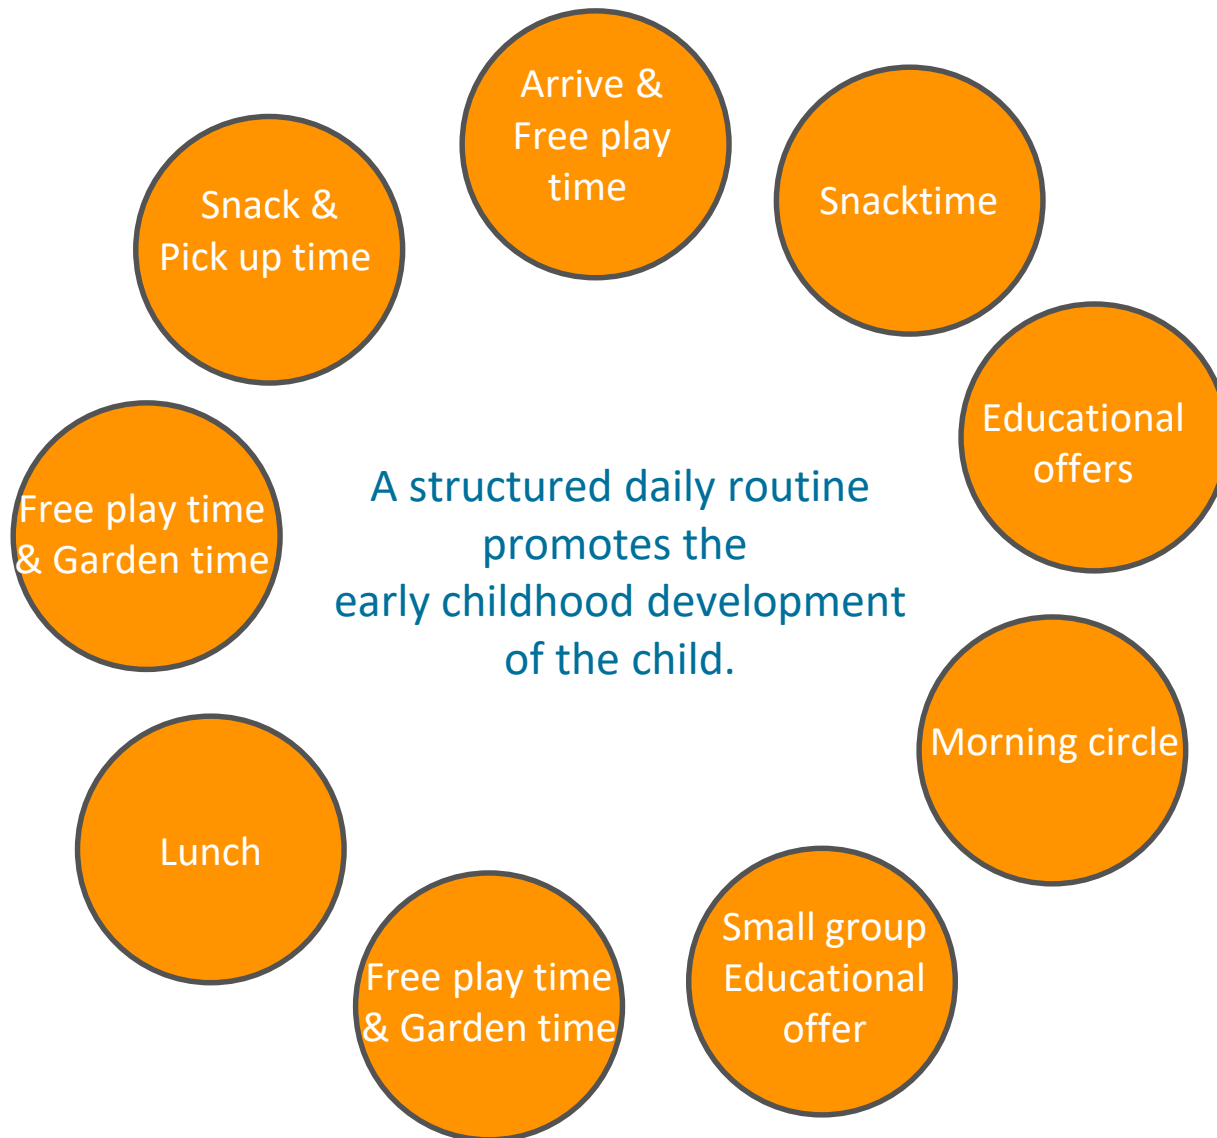 Arrive &
Free play
time
Snacktime
Educational
offers
Morning circle
Small group
Educational
offer
Free play time
& Garden time
Lunch
Free play time
& Garden time
Snack &
Pick up time
A structured daily routine
promotes the
early childhood development
of the child.